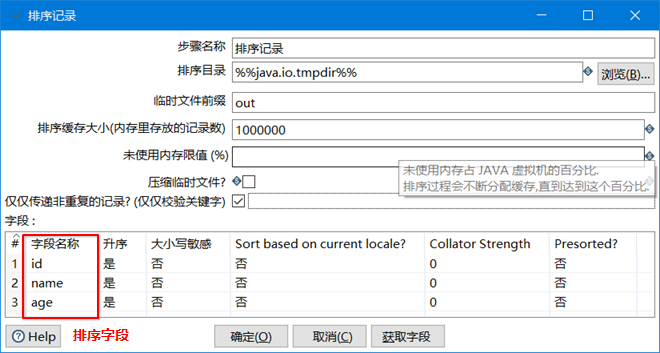 排序记录
步骤名称 排序记录
排序目录 %%java.io.tmpdir%% 浏览(B)...
临时文件前缀 out
排序缓存大小(内存里存放的记录数) 1000000
未使用内存限值 (%)
未使用内存占 JAVA 虚拟机的百分比.
排序过程会不断分配缓存,直到达到这个百分比.
压缩临时文件?
仅仅传递非重复的记录? (仅仅校验关键字)
字段 :
# 字段名称 升序 大小写敏感 Sort based on current locale? Collator Strength Presorted?
1 id 是 否 否 0 否
2 name 是 否 否 0 否
3 age 是 否 否 0 否
Help 排序字段 确定(O) 取消(C) 获取字段